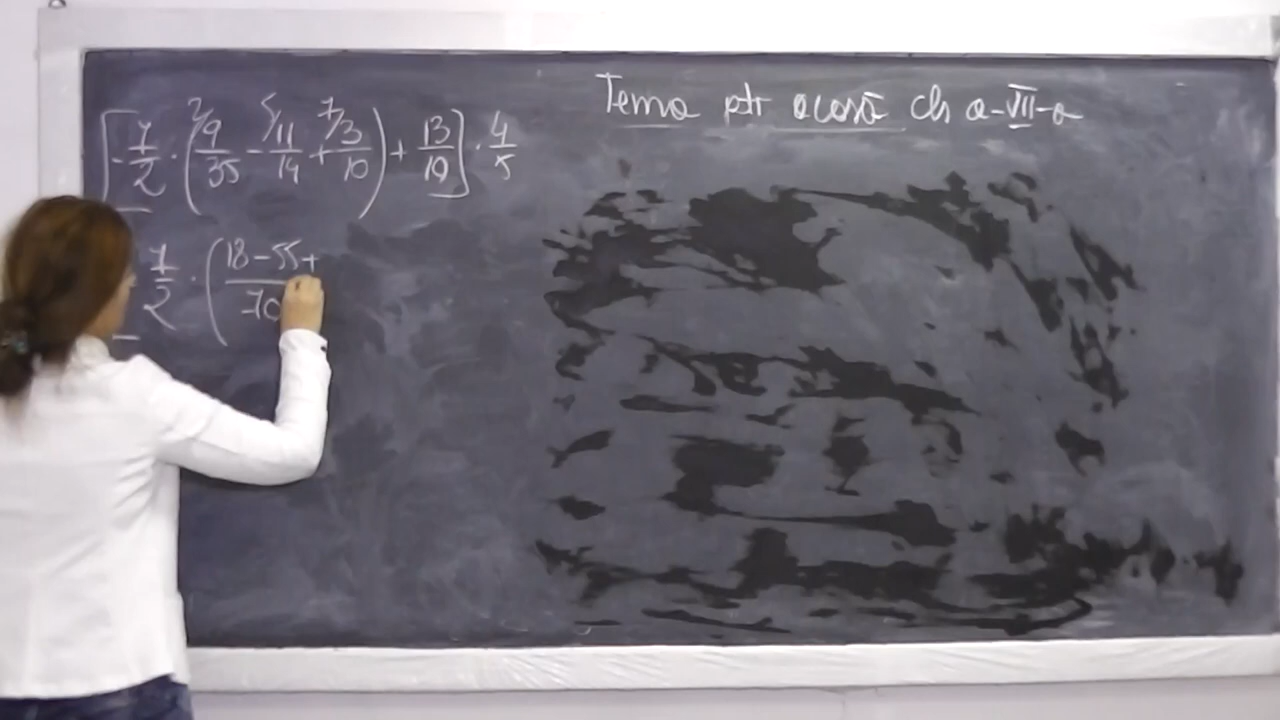 Tema ptr acasă cls a-VII-a
[-7/2 · (²⁄9/35 - ⁵⁄11/14 + ⁷⁄3/10) + 13/19] · 4/5
7/2 · (18-55+/70